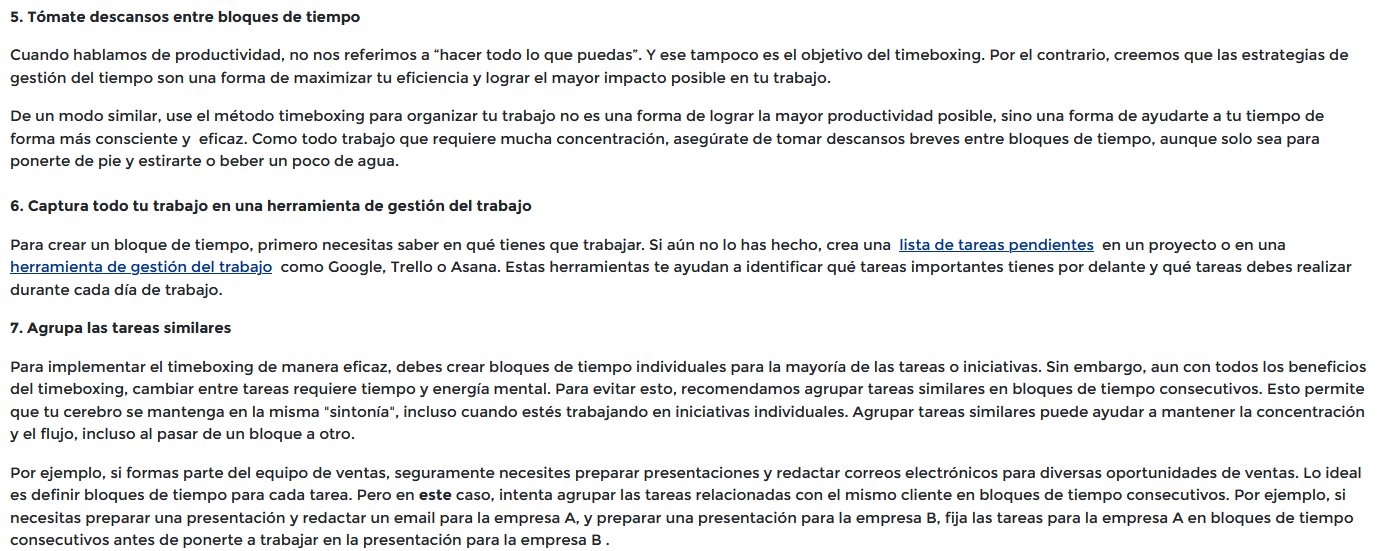 5. Tómate descansos entre bloques de tiempo
Cuando hablamos de productividad, no nos referimos a “hacer todo lo que puedas”. Y ese tampoco es el objetivo del timeboxing. Por el contrario, creemos que las estrategias de
gestión del tiempo son una forma de maximizar tu eficiencia y lograr el mayor impacto posible en tu trabajo.
De un modo similar, use el método timeboxing para organizar tu trabajo no es una forma de lograr la mayor productividad posible, sino una forma de ayudarte a tu tiempo de
forma más consciente y  eficaz. Como todo trabajo que requiere mucha concentración, asegúrate de tomar descansos breves entre bloques de tiempo, aunque solo sea para
ponerte de pie y estirarte o beber un poco de agua.
6. Captura todo tu trabajo en una herramienta de gestión del trabajo
Para crear un bloque de tiempo, primero necesitas saber en qué tienes que trabajar. Si aún no lo has hecho, crea una  lista de tareas pendientes  en un proyecto o en una
herramienta de gestión del trabajo  como Google, Trello o Asana. Estas herramientas te ayudan a identificar qué tareas importantes tienes por delante y qué tareas debes realizar
durante cada día de trabajo.
7. Agrupa las tareas similares
Para implementar el timeboxing de manera eficaz, debes crear bloques de tiempo individuales para la mayoría de las tareas o iniciativas. Sin embargo, aun con todos los beneficios
del timeboxing, cambiar entre tareas requiere tiempo y energía mental. Para evitar esto, recomendamos agrupar tareas similares en bloques de tiempo consecutivos. Esto permite
que tu cerebro se mantenga en la misma "sintonía", incluso cuando estés trabajando en iniciativas individuales. Agrupar tareas similares puede ayudar a mantener la concentración
y el flujo, incluso al pasar de un bloque a otro.
Por ejemplo, si formas parte del equipo de ventas, seguramente necesites preparar presentaciones y redactar correos electrónicos para diversas oportunidades de ventas. Lo ideal
es definir bloques de tiempo para cada tarea. Pero en este caso, intenta agrupar las tareas relacionadas con el mismo cliente en bloques de tiempo consecutivos. Por ejemplo, si
necesitas preparar una presentación y redactar un email para la empresa A, y preparar una presentación para la empresa B, fija las tareas para la empresa A en bloques de tiempo
consecutivos antes de ponerte a trabajar en la presentación para la empresa B .